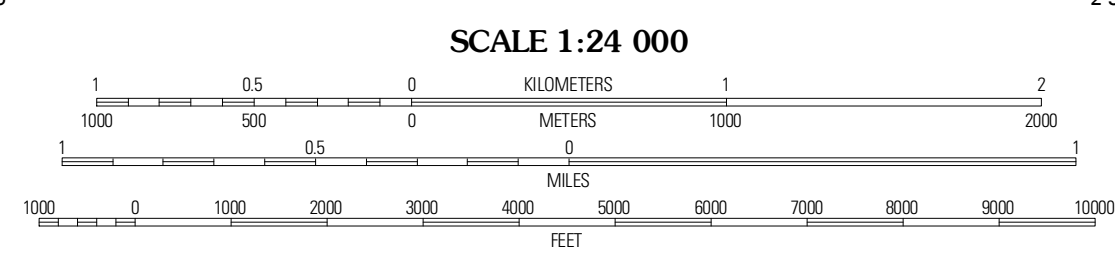 SCALE 1:24 000
1 0.5 0 KILOMETERS 1 2
1000 500 0 METERS 1000 2000
1 0.5 0 1
MILES
1000 0 1000 2000 3000 4000 5000 6000 7000 8000 9000 10000
FEET